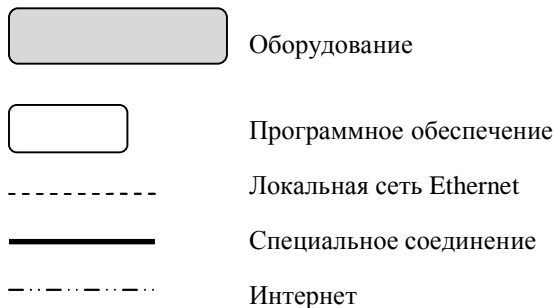 Оборудование
Программное обеспечение
Локальная сеть Ethernet
Специальное соединение
Интернет